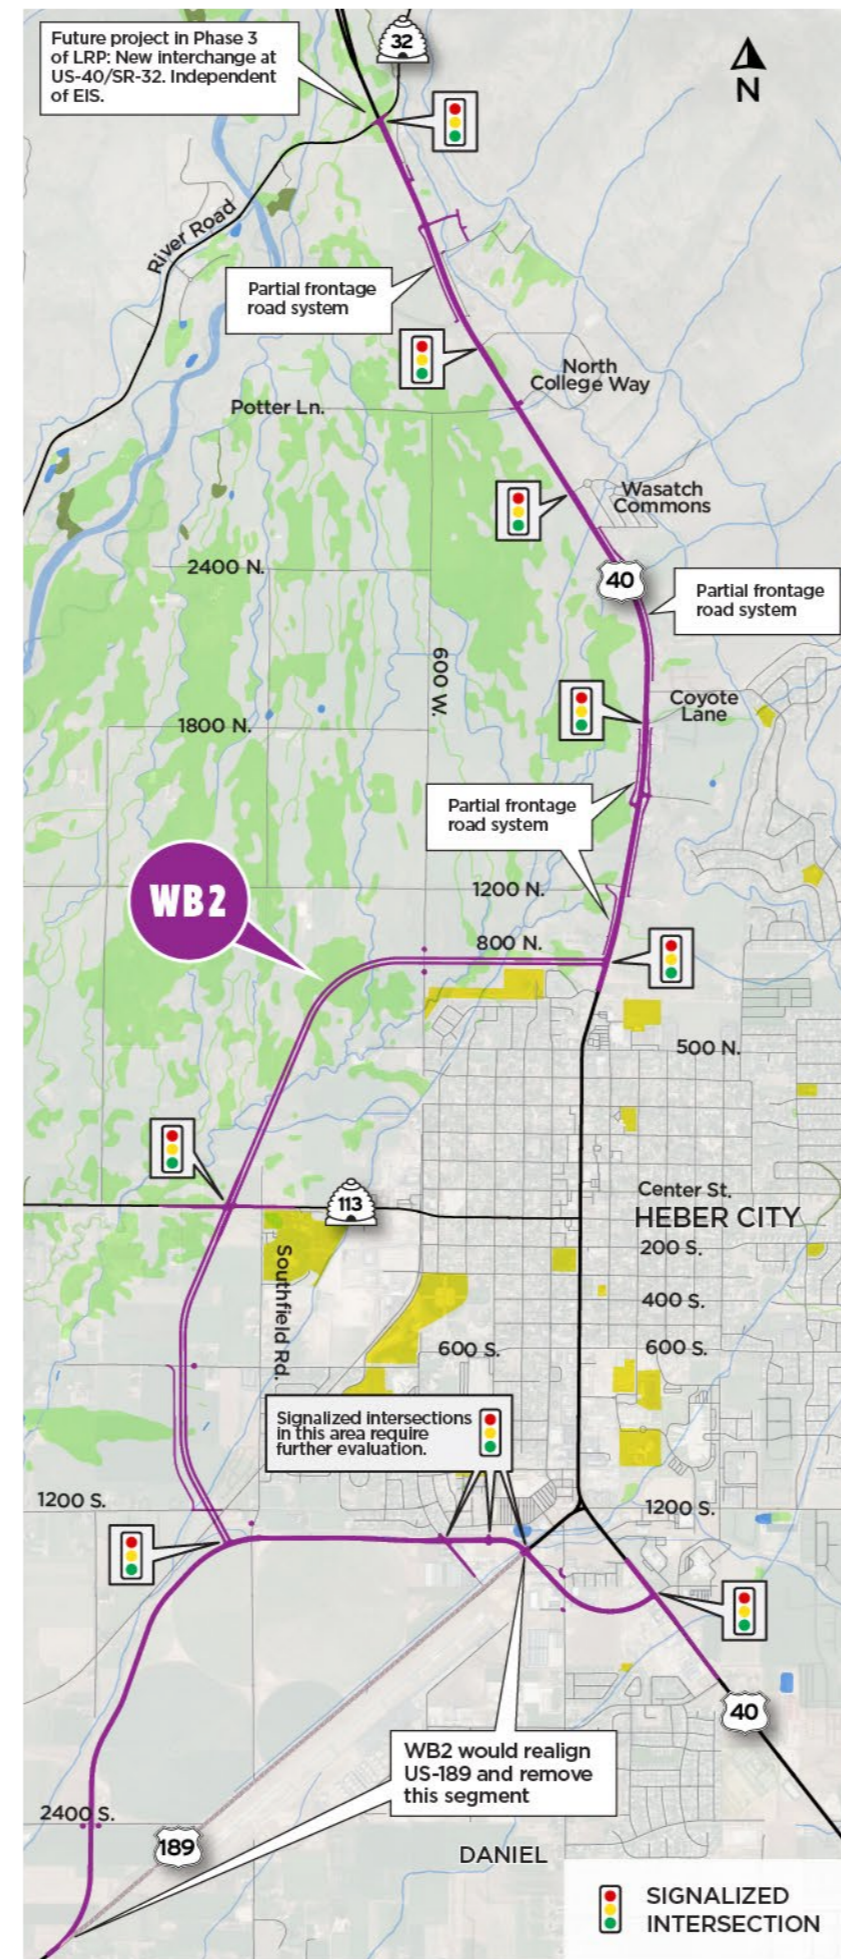 Future project in Phase 3
of LRP: New interchange at
US-40/SR-32. Independent
of EIS.
32
N
River Road
Partial frontage
road system
North
College Way
Potter Ln.
Wasatch
Commons
2400 N.
40
Partial frontage
road system
600 W.
Coyote
Lane
1800 N.
Partial frontage
road system
WB2
1200 N.
800 N.
500 N.
Center St.
113
HEBER CITY
200 S.
Southfield Rd.
400 S.
600 S.
600 S.
Signalized intersections
in this area require
further evaluation.
1200 S.
1200 S.
40
WB2 would realign
US-189 and remove
this segment
2400 S.
189
DANIEL
SIGNALIZED
INTERSECTION